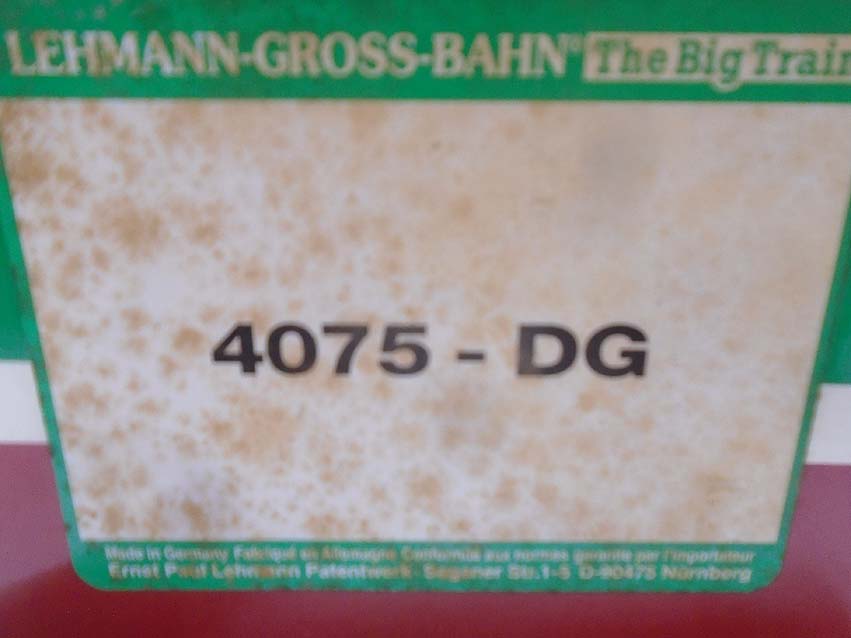 LEHMANN-GROSS-BAHN® The Big Train
4075 - DG
Made in Germany Fabriqué en Allemagne Conformité aux normes garantie par l'importateur
Ernst Paul Lehmann Patentwerk · Saganer Str.1-5 D-90475 Nürnberg